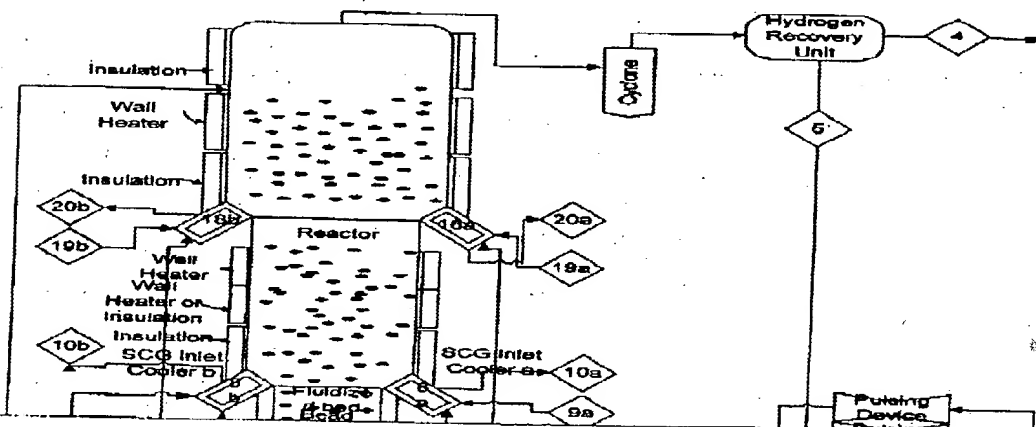 Hydrogen
Recovery
Unit
4
Insulation
Cyclone
Wall
Heater
5
Insulation
20b
18b
20a
Reactor
19b
19a
Wall
Heater
Wall
Heater or
Insulation
Insulation
10b
SCG Inlet
Cooler b
SCG Inlet
Cooler a
10a
9a
Pulsing
Device